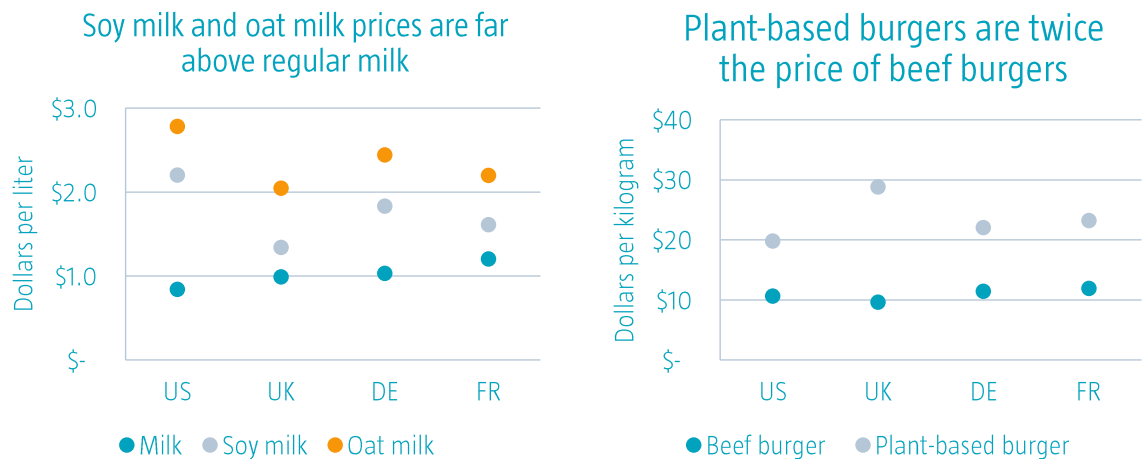 Soy milk and oat milk prices are far
above regular milk
$3.0
$2.0
$1.0
$-
Dollars per liter
US UK DE FR
Milk Soy milk Oat milk
Plant-based burgers are twice
the price of beef burgers
$40
$30
$20
$10
$-
Dollars per kilogram
US UK DE FR
Beef burger Plant-based burger